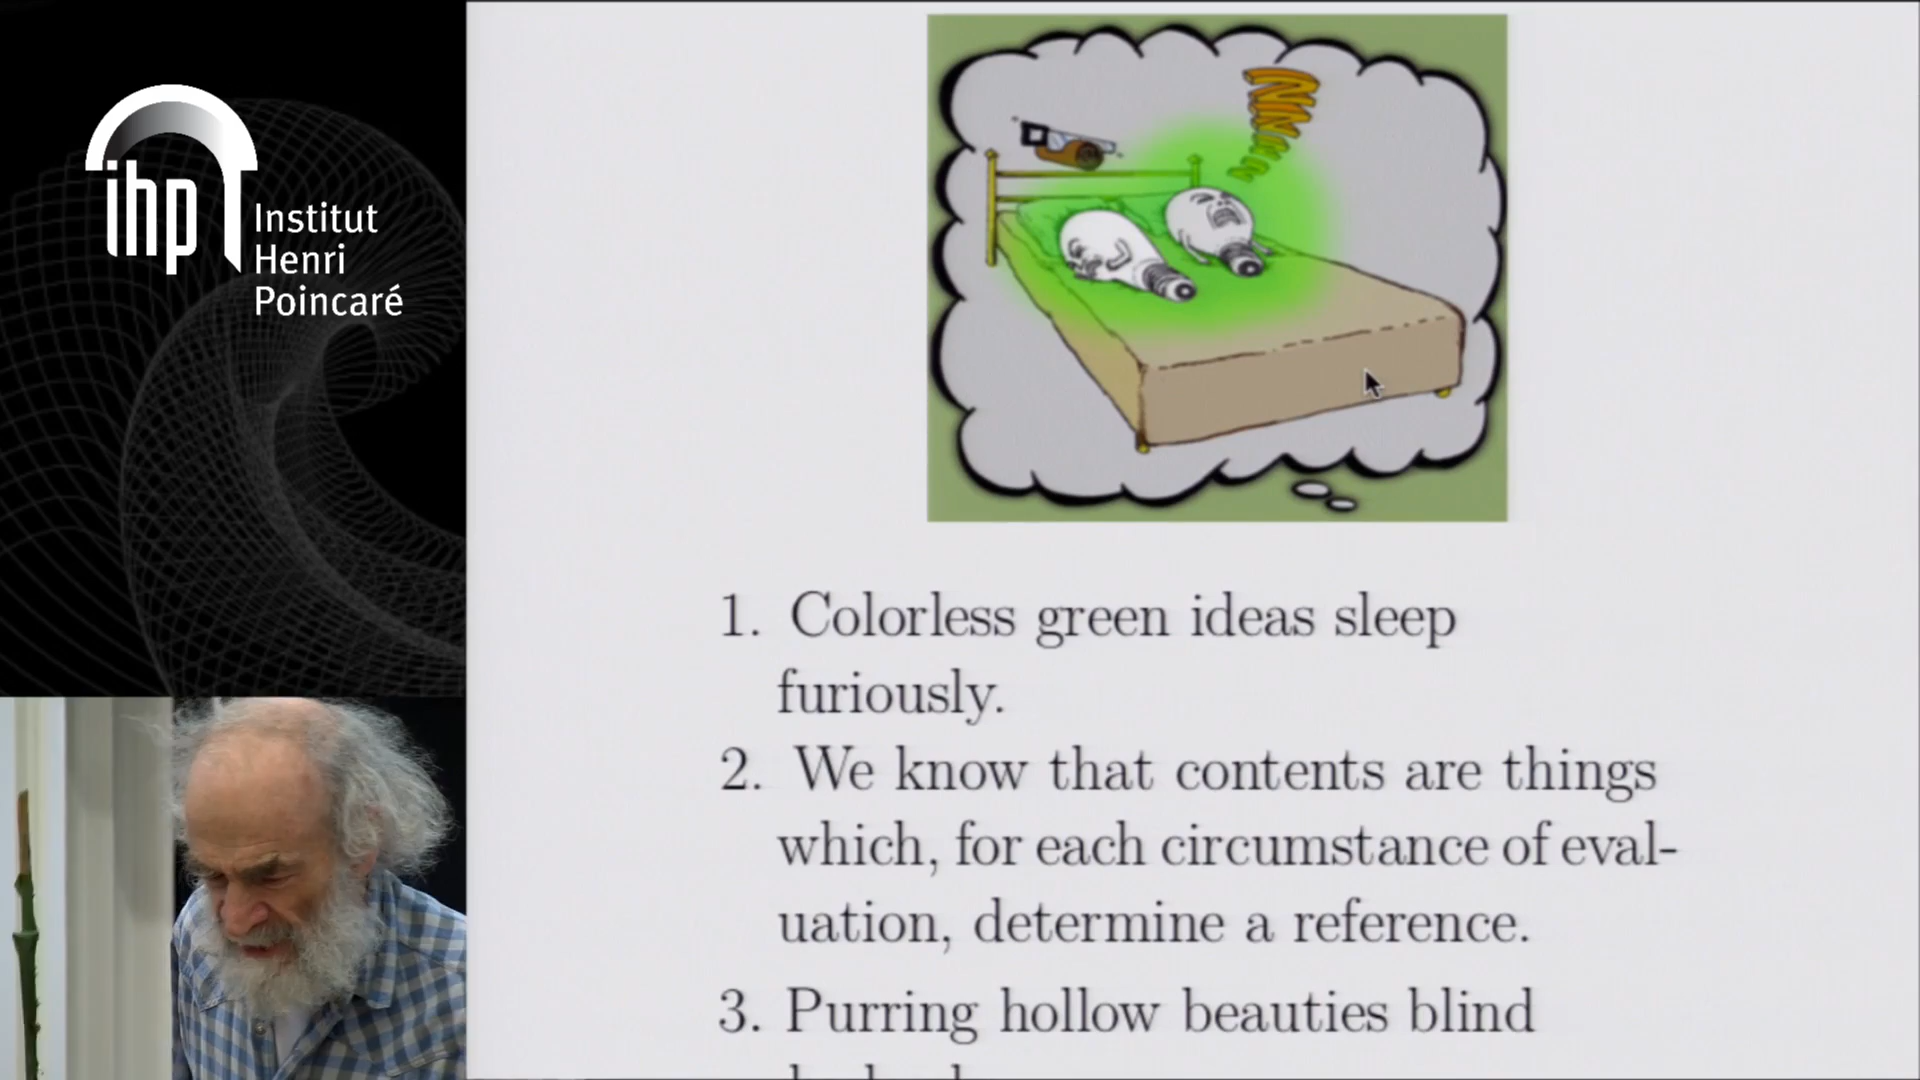 ihp
Institut
Henri
Poincaré
1. Colorless green ideas sleep
furiously.
2. We know that contents are things
which, for each circumstance of eval-
uation, determine a reference.
3. Purring hollow beauties blind